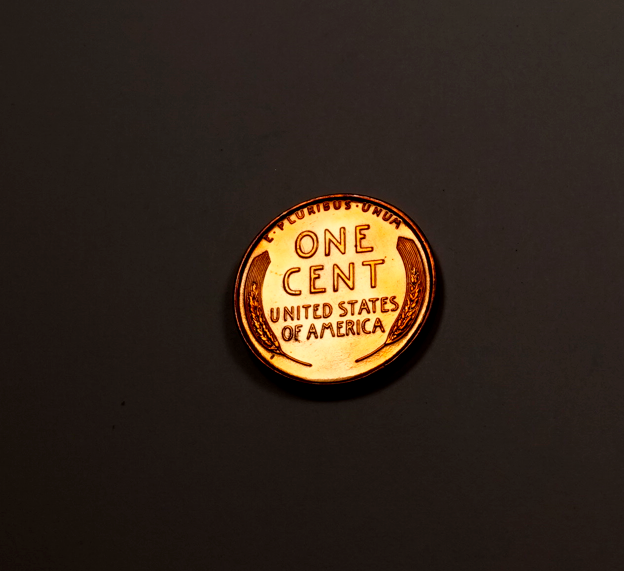 E·PLURIBUS·UNUM
ONE
CENT
UNITED STATES
OF AMERICA